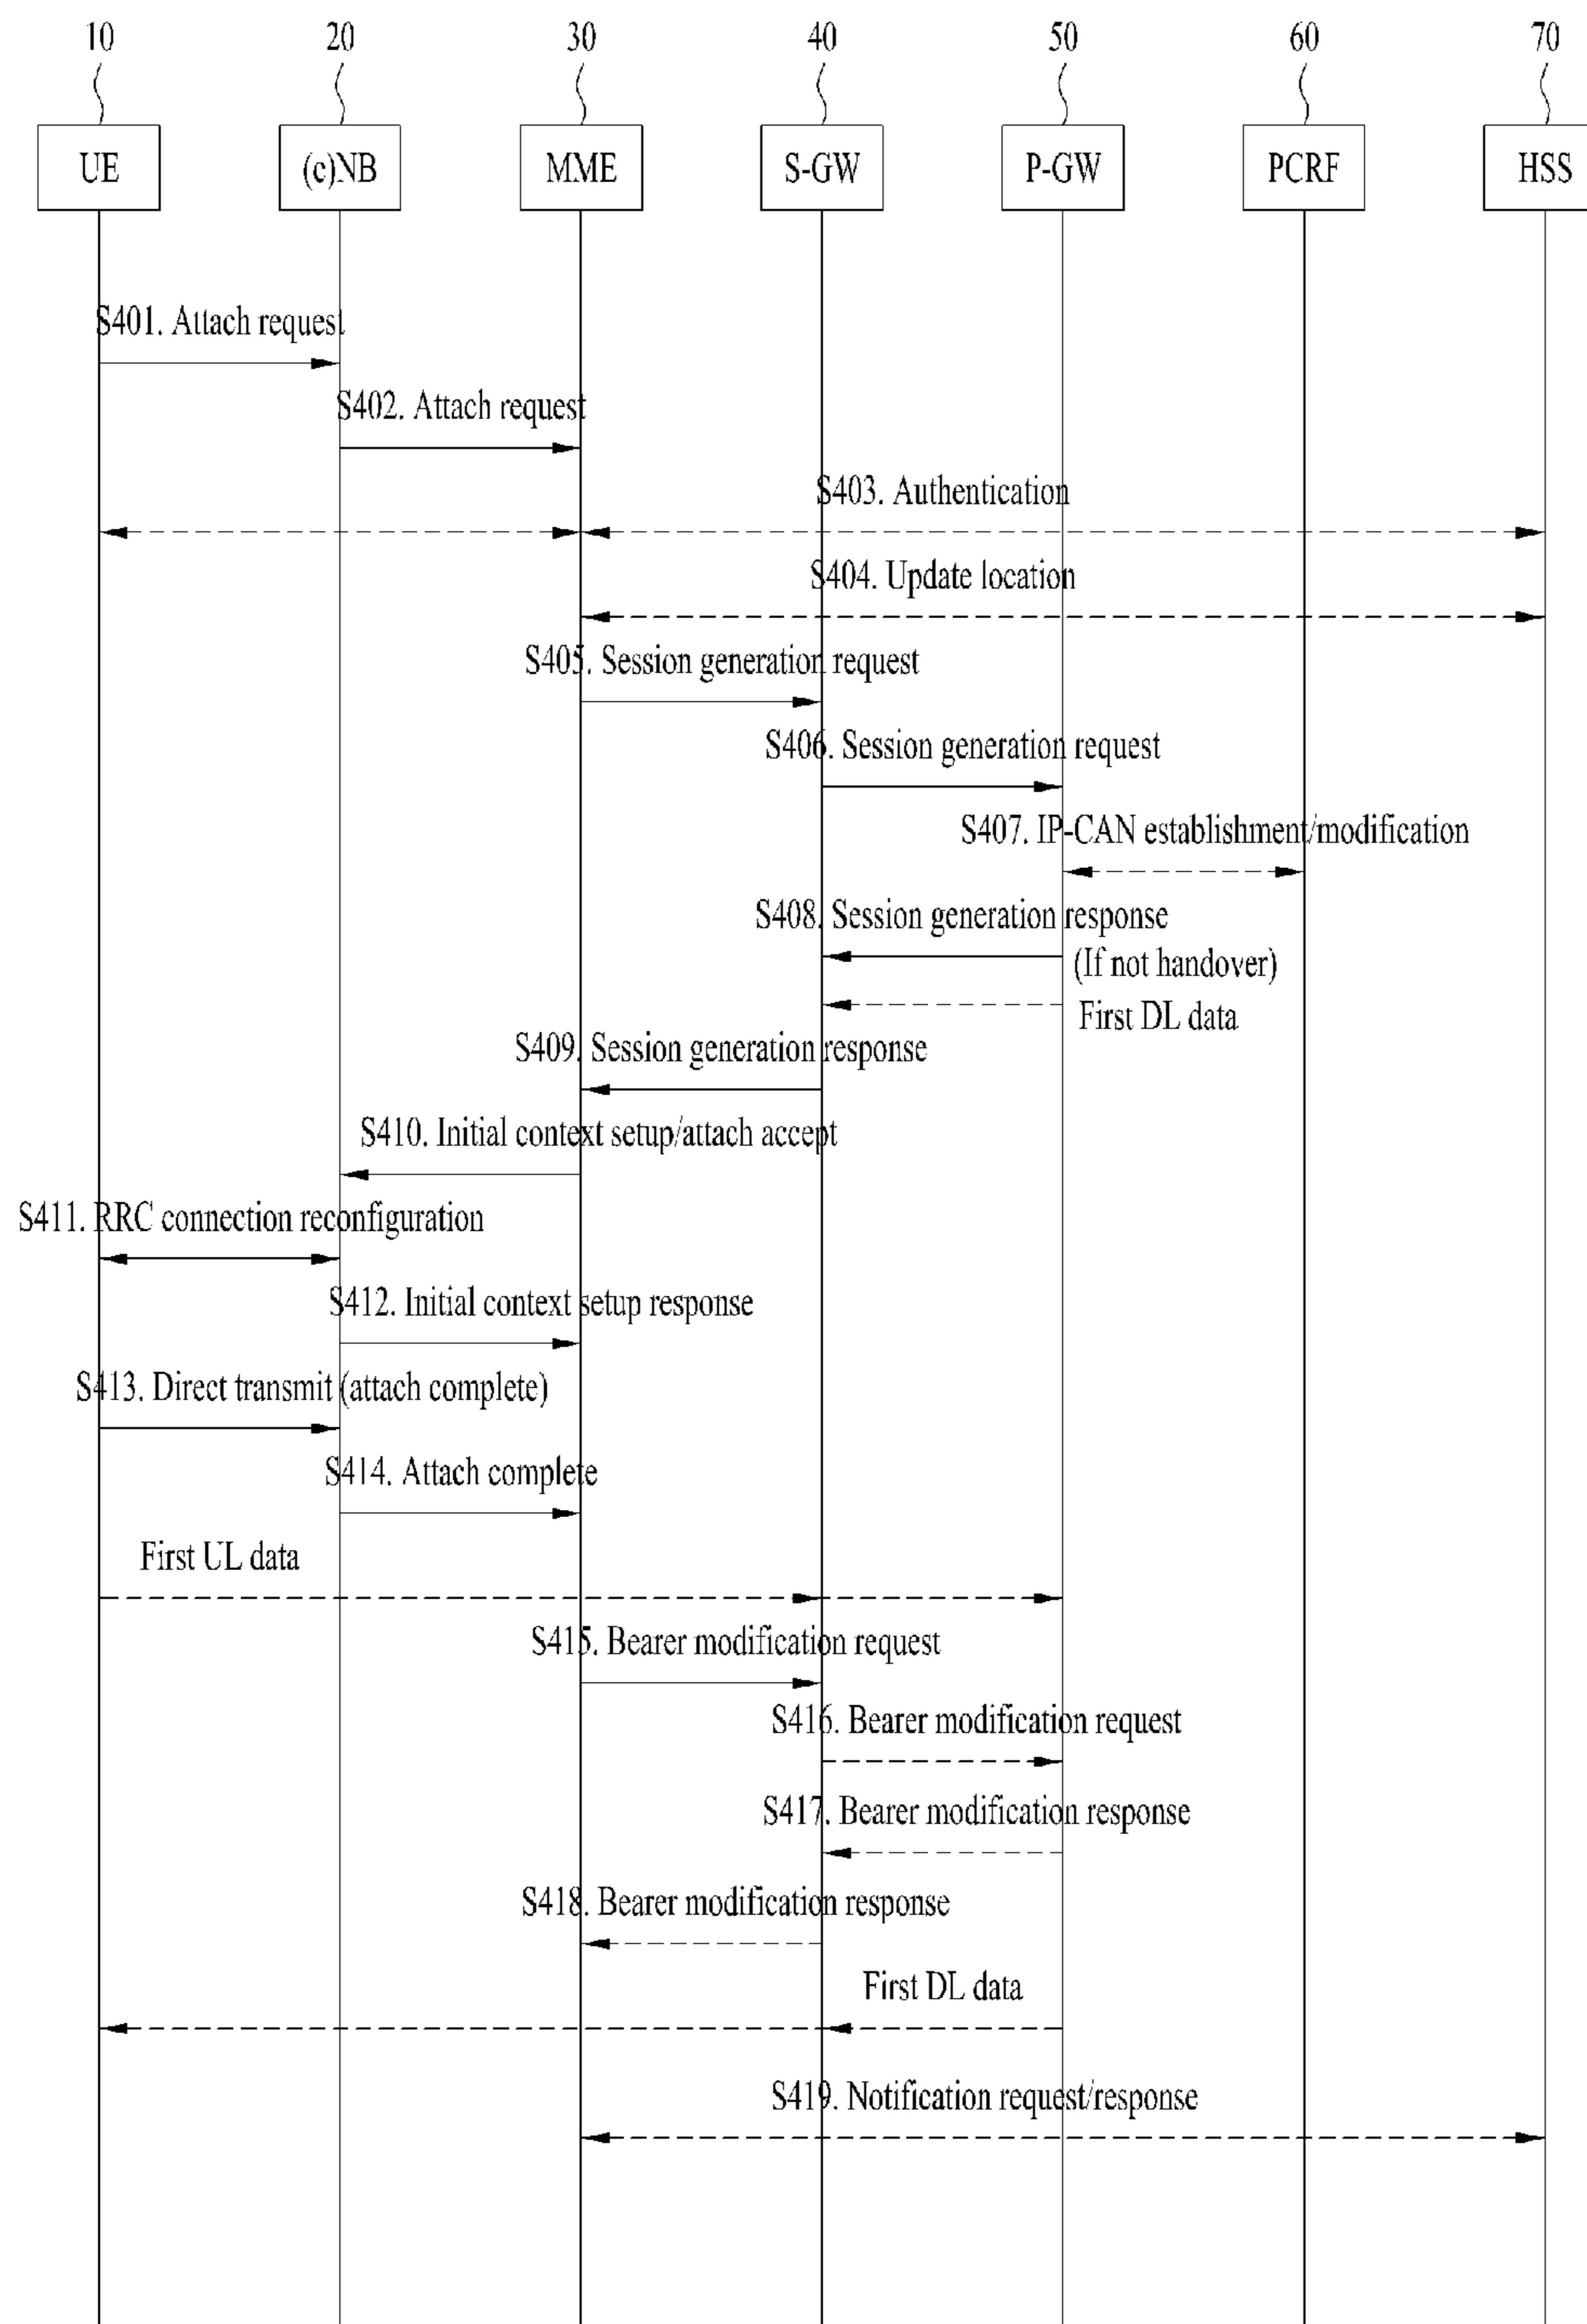 10 20 30 40 50 60 70
UE (c)NB MME S-GW P-GW PCRF HSS
S401. Attach request
S402. Attach request
S403. Authentication
S404. Update location
S405. Session generation request
S406. Session generation request
S407. IP-CAN establishment/modification
S408. Session generation response
(If not handover)
First DL data
S409. Session generation response
S410. Initial context setup/attach accept
S411. RRC connection reconfiguration
S412. Initial context setup response
S413. Direct transmit (attach complete)
S414. Attach complete
First UL data
S415. Bearer modification request
S416. Bearer modification request
S417. Bearer modification response
S418. Bearer modification response
First DL data
S419. Notification request/response